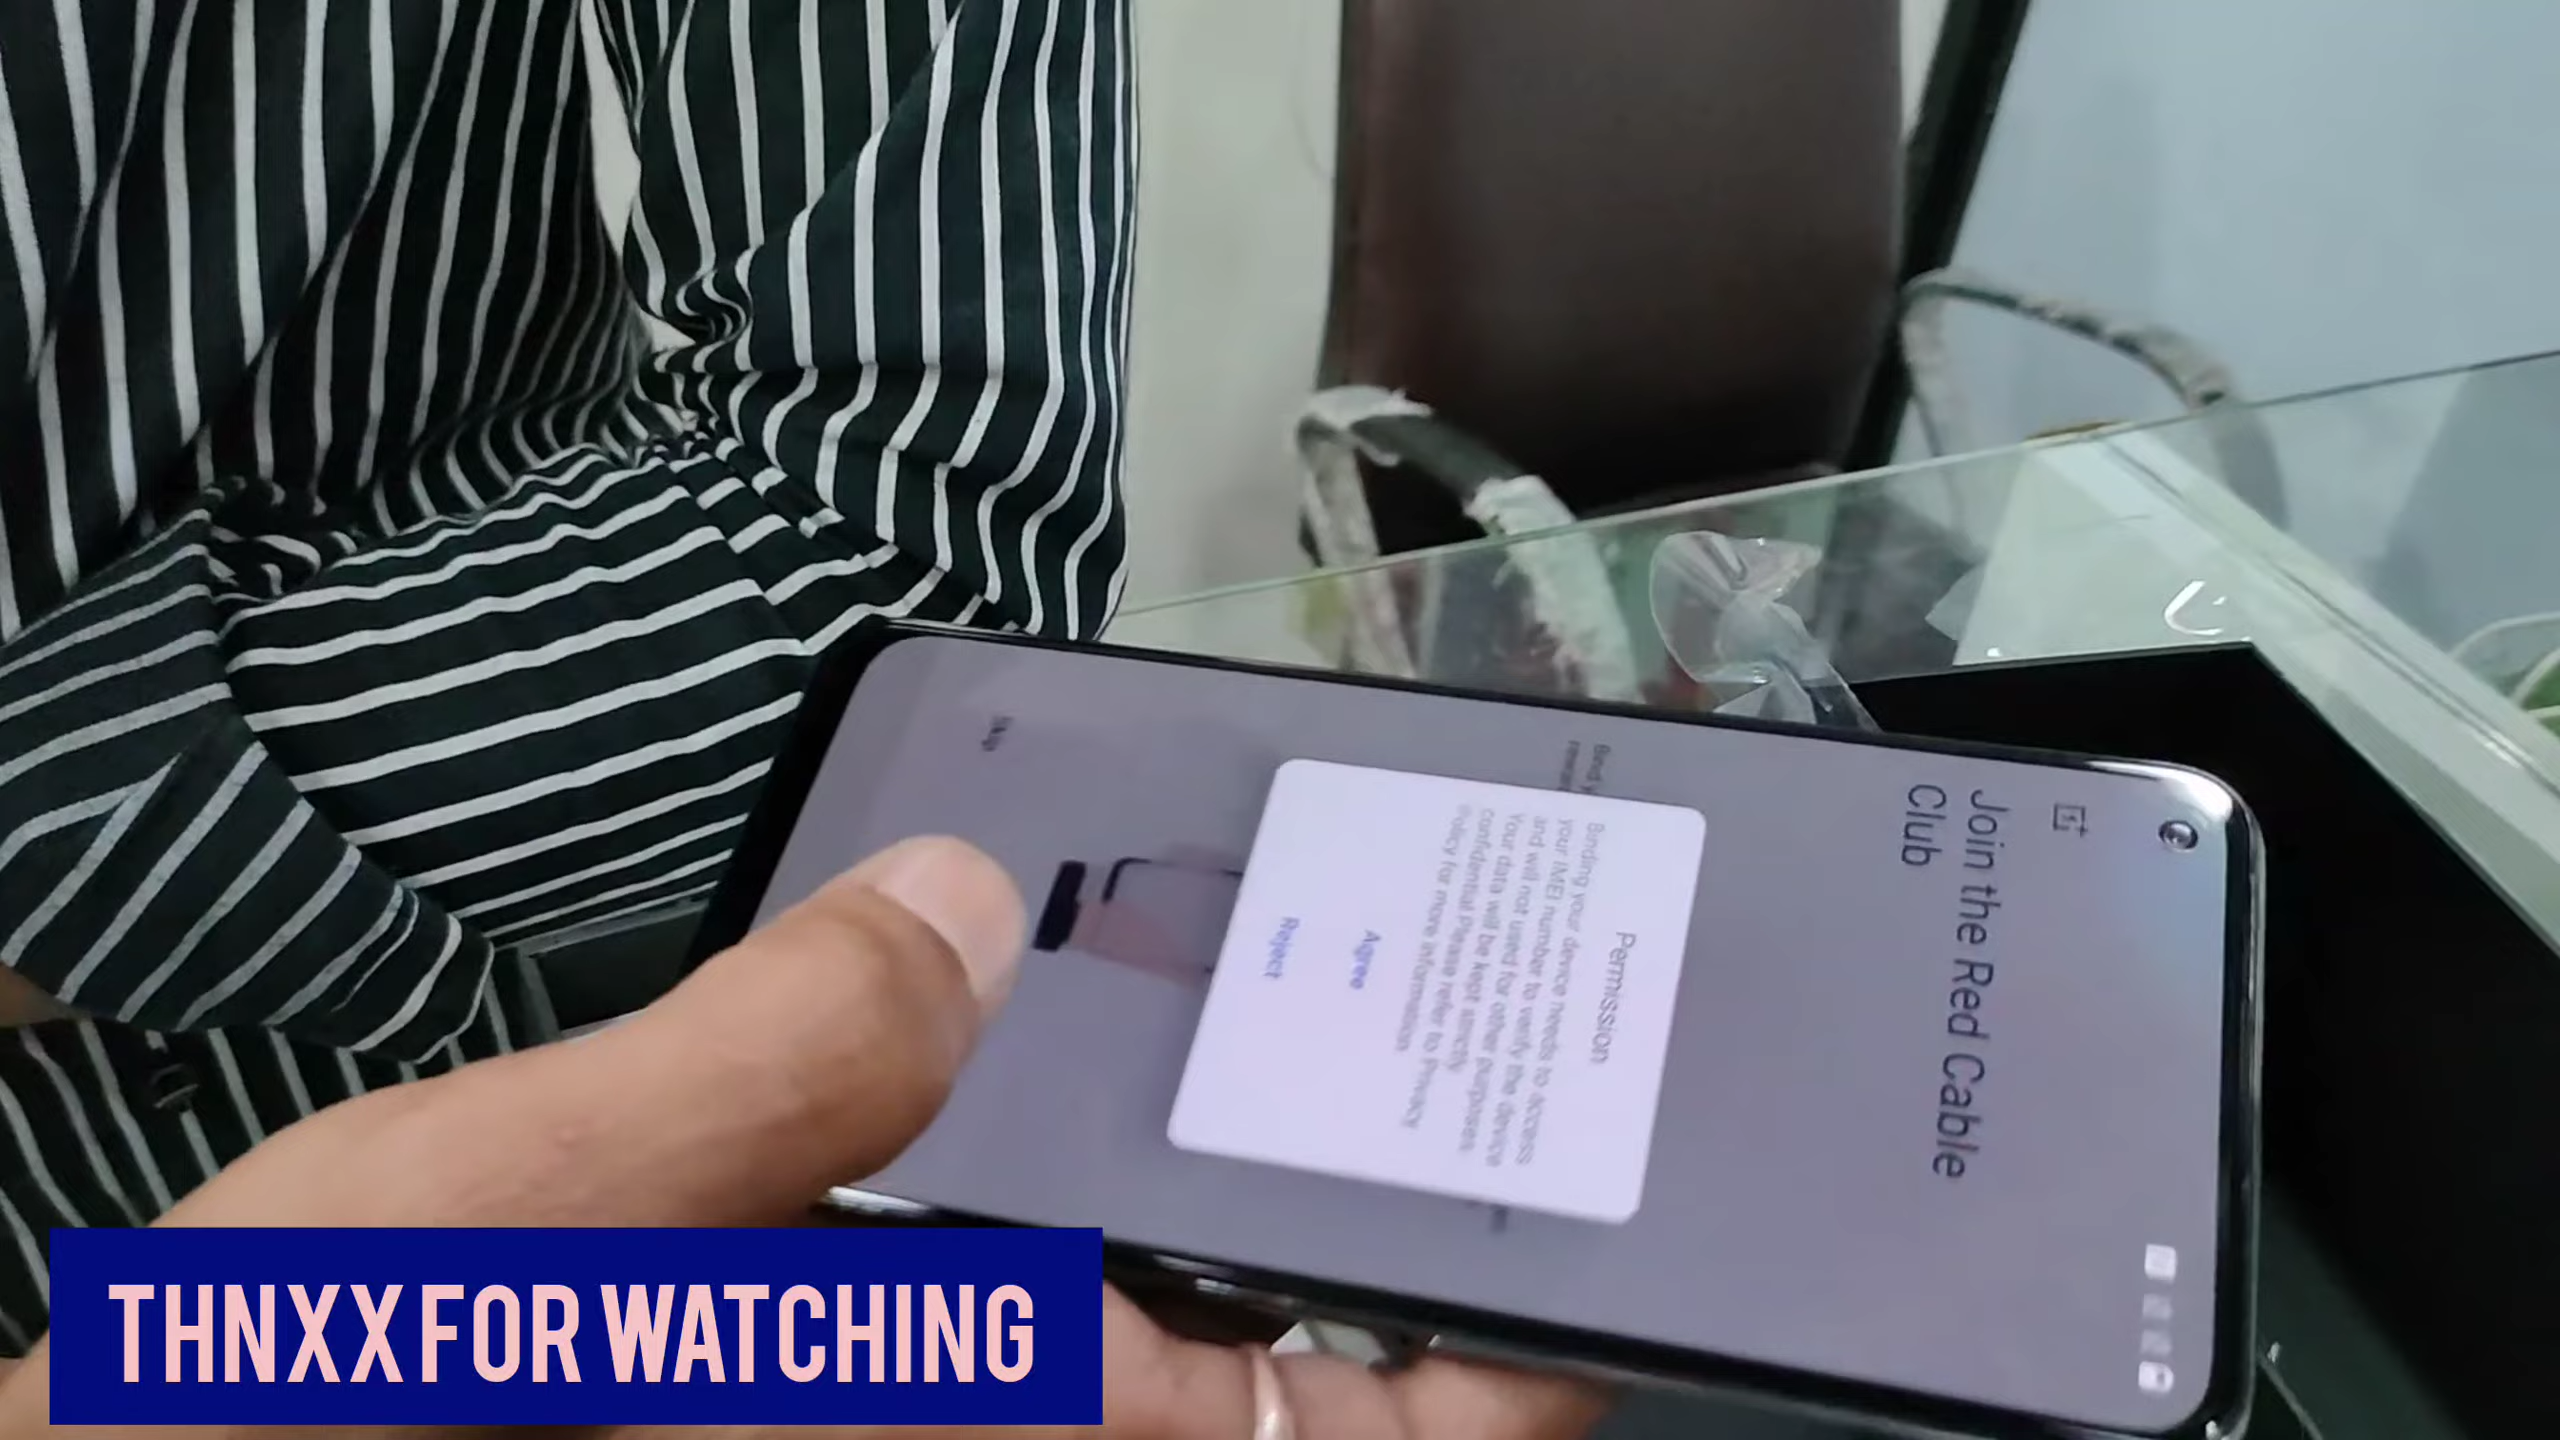 Join the Red Cable
Club
Permission
Binding your device needs to access
your IMEI number to verify the device
and will not used for other purposes.
Your data will be kept strictly
confidential.Please refer to Privacy
Policy for more information.
Agree
Reject
Skip
THNXX FOR WATCHING